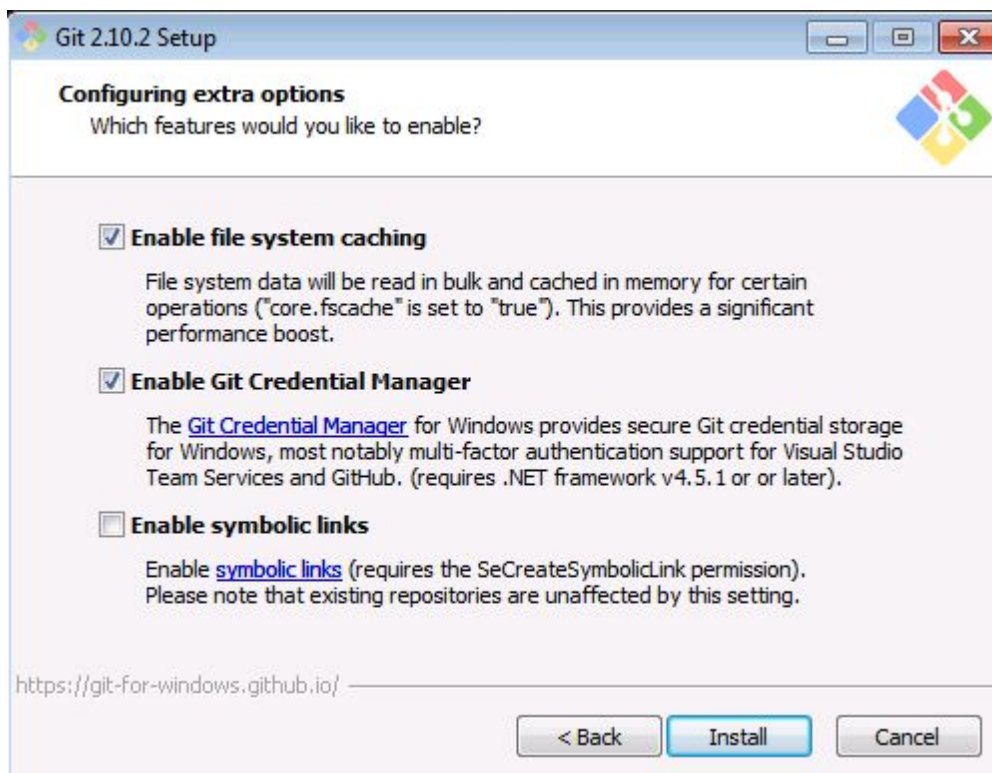 Git 2.10.2 Setup
Configuring extra options
Which features would you like to enable?
Enable file system caching
File system data will be read in bulk and cached in memory for certain
operations ("core.fscache" is set to "true"). This provides a significant
performance boost.
Enable Git Credential Manager
The Git Credential Manager for Windows provides secure Git credential storage
for Windows, most notably multi-factor authentication support for Visual Studio
Team Services and GitHub. (requires .NET framework v4.5.1 or or later).
Enable symbolic links
Enable symbolic links (requires the SeCreateSymbolicLink permission).
Please note that existing repositories are unaffected by this setting.
https://git-for-windows.github.io/
< Back Install Cancel